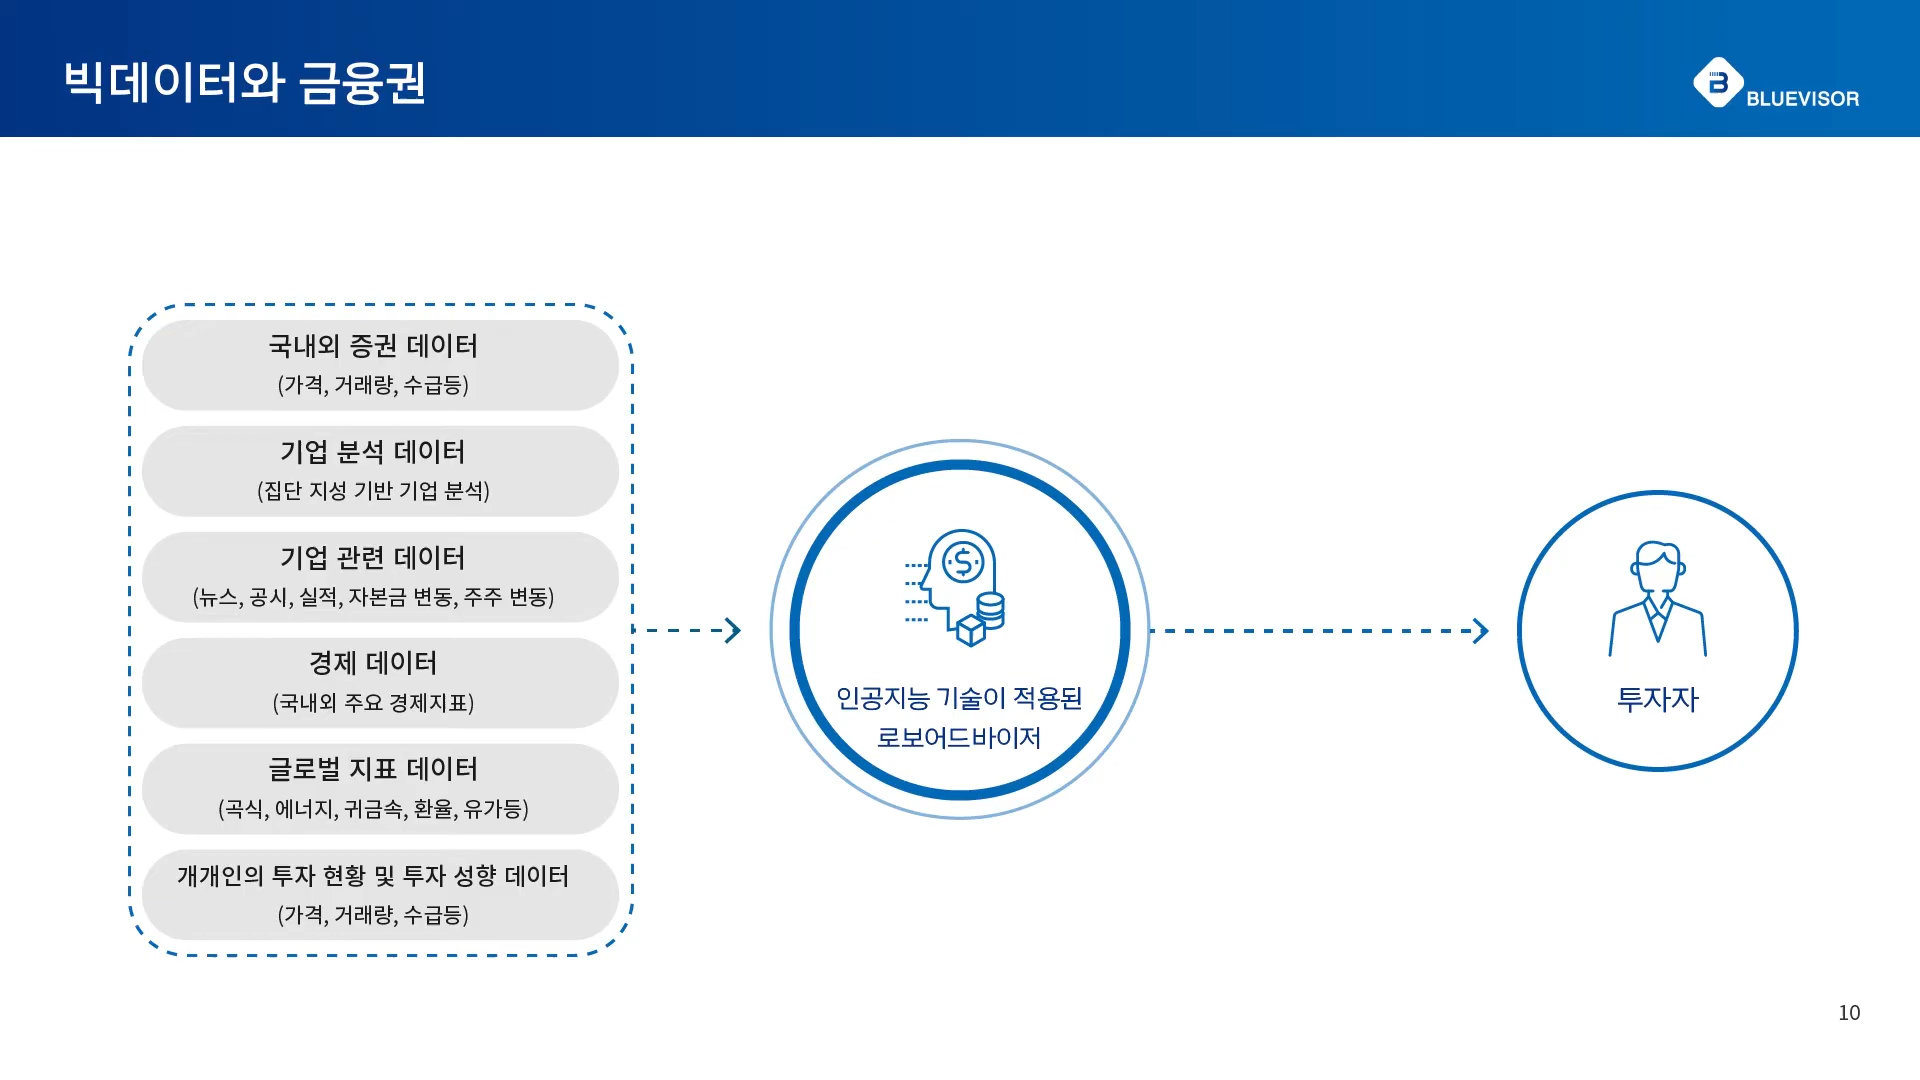 빅데이터와 금융권
BLUEVISOR
국내외 증권 데이터
(가격, 거래량, 수급등)
기업 분석 데이터
(집단 지성 기반 기업 분석)
기업 관련 데이터
(뉴스, 공시, 실적, 자본금 변동, 주주 변동)
경제 데이터
(국내외 주요 경제지표)
글로벌 지표 데이터
(곡식, 에너지, 귀금속, 환율, 유가등)
개개인의 투자 현황 및 투자 성향 데이터
(가격, 거래량, 수급등)
인공지능 기술이 적용된
로보어드바이저
투자자
10